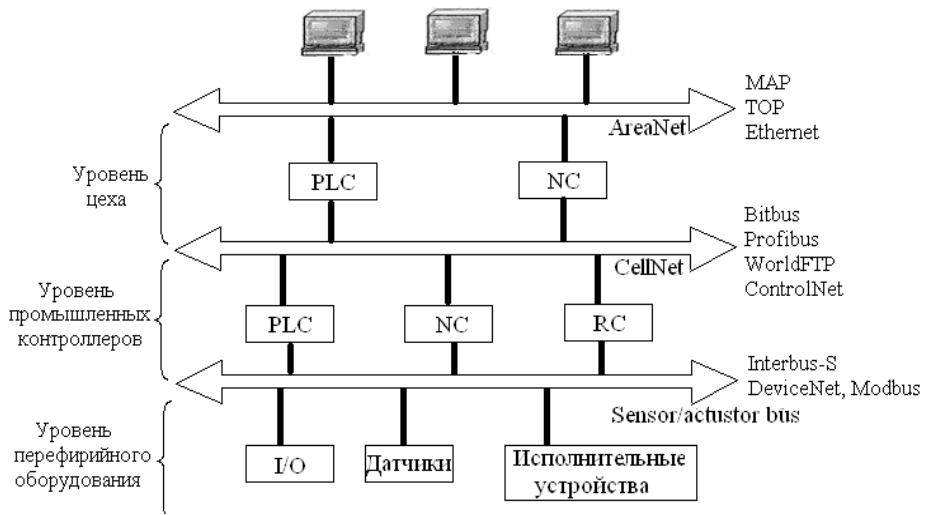 MAP
TOP
Ethernet
AreaNet
Уровень
цеха
PLC
NC
Bitbus
Profibus
WorldFTP
ControlNet
CellNet
Уровень
промышленных
контроллеров
PLC
NC
RC
Interbus-S
DeviceNet, Modbus
Sensor/actustor bus
Уровень
перефирийного
оборудования
I/O
Датчики
Исполнительные
устройства